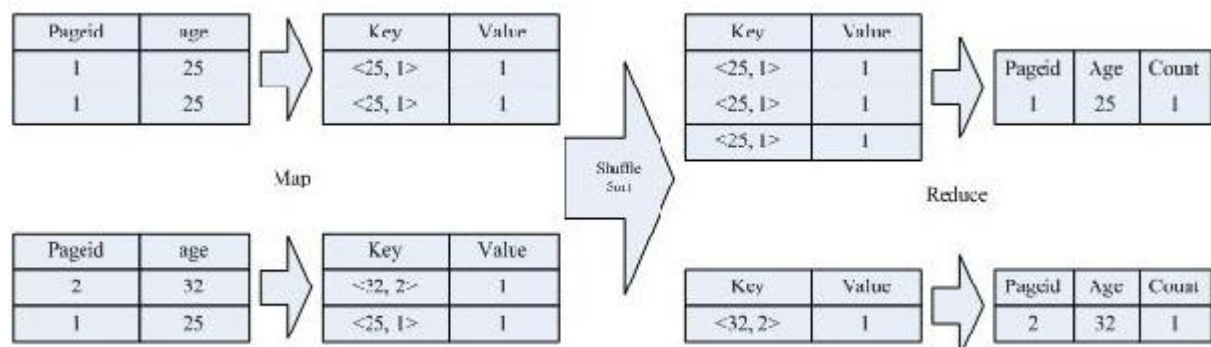 Pageid age
1 25
1 25
Key Value
<25, 1> 1
<25, 1> 1
Map
Pageid age
2 32
1 25
Key Value
<32, 2> 1
<25, 1> 1
Shuffle
Sort
Key Value
<25, 1> 1
<25, 1> 1
<25, 1> 1
Pageid Age Count
1 25 1
Reduce
Key Value
<32, 2> 1
Pageid Age Count
2 32 1